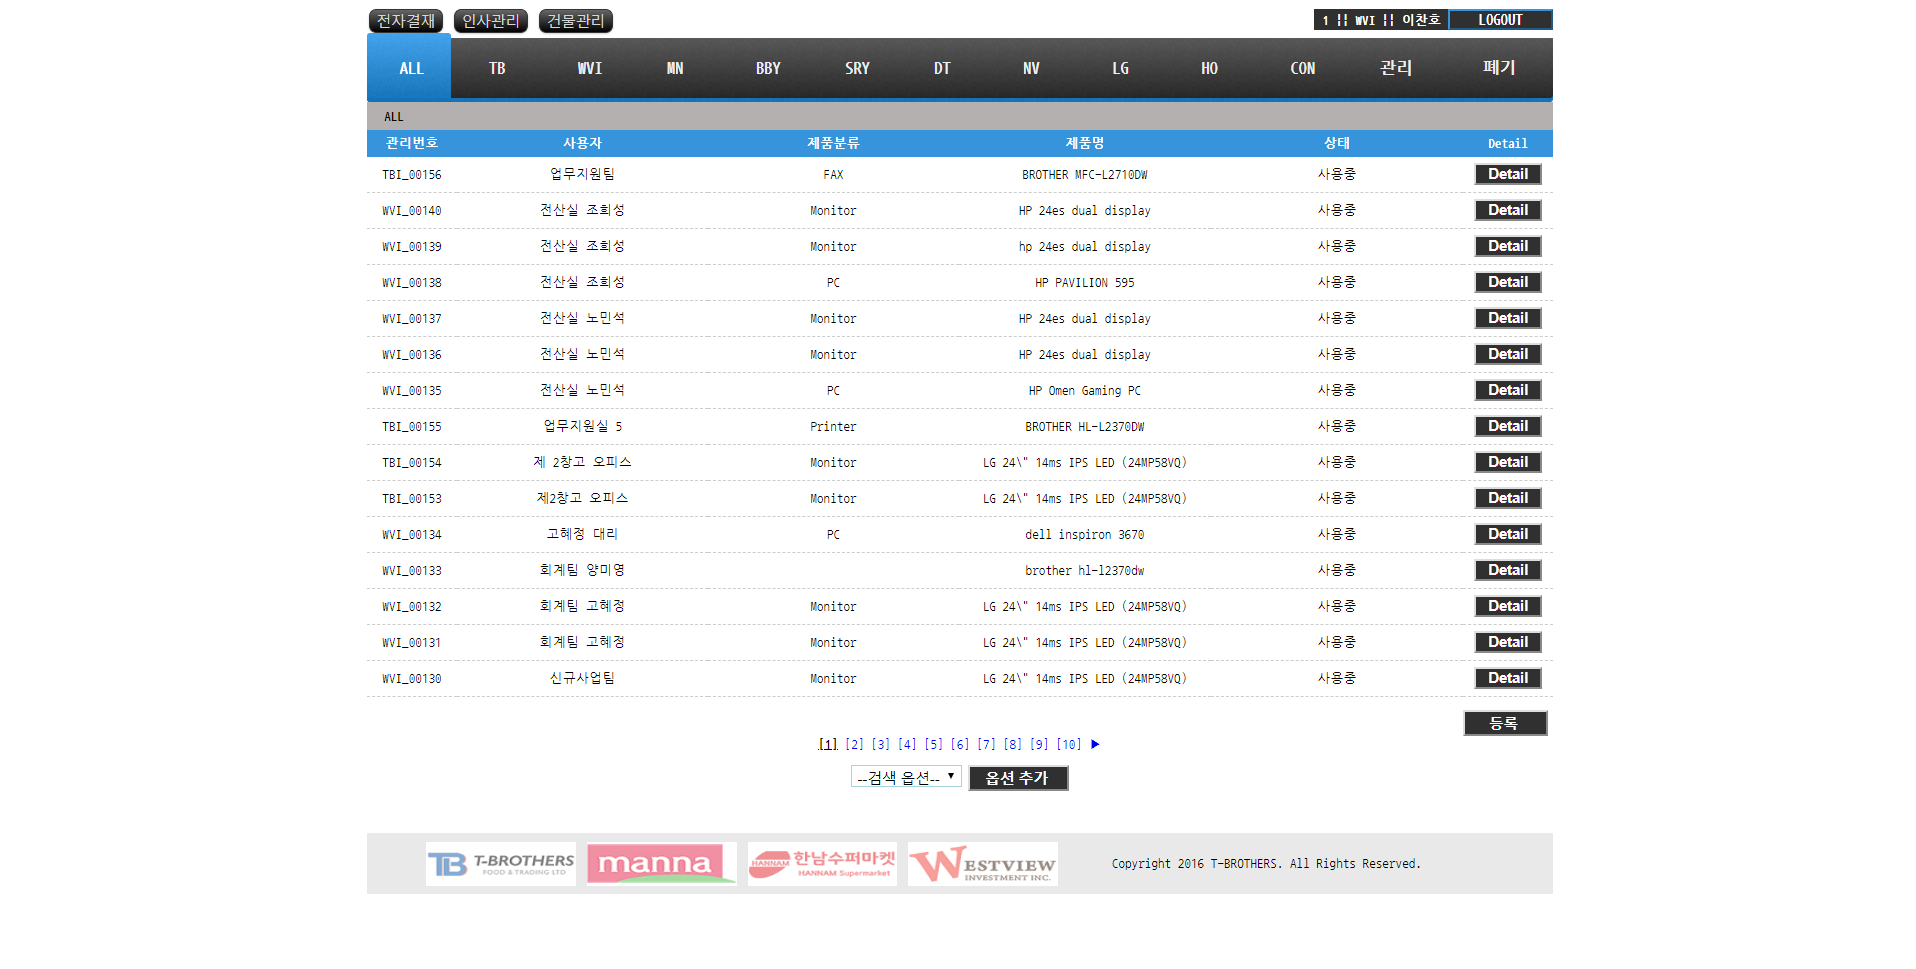 전자결재 인사관리 건물관리 1 || WVI || 이찬호 LOGOUT
ALL TB WVI MN BBY SRY DT NV LG HO CON 관리 폐기
ALL
관리번호 사용자 제품분류 제품명 상태 Detail
TBI_00156 업무지원팀 FAX BROTHER MFC-L2710DW 사용중 Detail
WVI_00140 전산실 조희성 Monitor HP 24es dual display 사용중 Detail
WVI_00139 전산실 조희성 Monitor hp 24es dual display 사용중 Detail
WVI_00138 전산실 조희성 PC HP PAVILION 595 사용중 Detail
WVI_00137 전산실 노민석 Monitor HP 24es dual display 사용중 Detail
WVI_00136 전산실 노민석 Monitor HP 24es dual display 사용중 Detail
WVI_00135 전산실 노민석 PC HP Omen Gaming PC 사용중 Detail
TBI_00155 업무지원실 5 Printer BROTHER HL-L2370DW 사용중 Detail
TBI_00154 제 2창고 오피스 Monitor LG 24\" 14ms IPS LED (24MP58VQ) 사용중 Detail
TBI_00153 제2창고 오피스 Monitor LG 24\" 14ms IPS LED (24MP58VQ) 사용중 Detail
WVI_00134 고혜정 대리 PC dell inspiron 3670 사용중 Detail
WVI_00133 회계팀 양미영 brother hl-l2370dw 사용중 Detail
WVI_00132 회계팀 고혜정 Monitor LG 24\" 14ms IPS LED (24MP58VQ) 사용중 Detail
WVI_00131 회계팀 고혜정 Monitor LG 24\" 14ms IPS LED (24MP58VQ) 사용중 Detail
WVI_00130 신규사업팀 Monitor LG 24\" 14ms IPS LED (24MP58VQ) 사용중 Detail
등록
[1] [2] [3] [4] [5] [6] [7] [8] [9] [10] ▶
--검색 옵션-- ▼ 옵션 추가
TB T-BROTHERS FOOD & TRADING LTD manna HANNAM 한남수퍼마켓 HANNAM Supermarket WESTVIEW INVESTMENT INC. Copyright 2016 T-BROTHERS. All Rights Reserved.